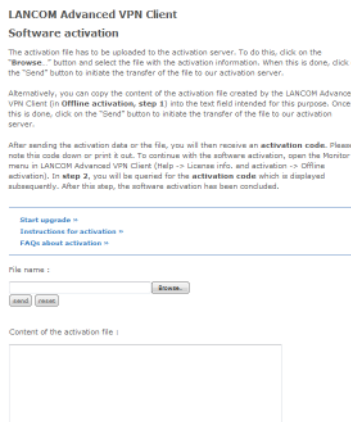 LANCOM Advanced VPN Client
Software activation
The activation file has to be uploaded to the activation server. To do this, click on the
"Browse.." button and select the file with the activation information. When this is done, click
the "Send" button to initiate the transfer of the file to our activation server.
Alternatively, you can copy the content of the activation file created by the LANCOM Advance
VPN Client (in Offline activation, step 1) into the text field intended for this purpose. Once
this is done, click on the "Send" button to initiate the transfer of the file to our activation
server.
After sending the activation data or the file, you will then receive an activation code. Please
note this code down or print it out. To continue with the software activation, open the Monitor
menu in LANCOM Advanced VPN Client (Help -> License info. and activation -> Offline
activation). In step 2, you will be queried for the activation code which is displayed
subsequently. After this step, the software activation has been concluded.
Start upgrade »
Instructions for activation »
FAQs about activation »
File name :
Browse..
send reset
Content of the activation file :